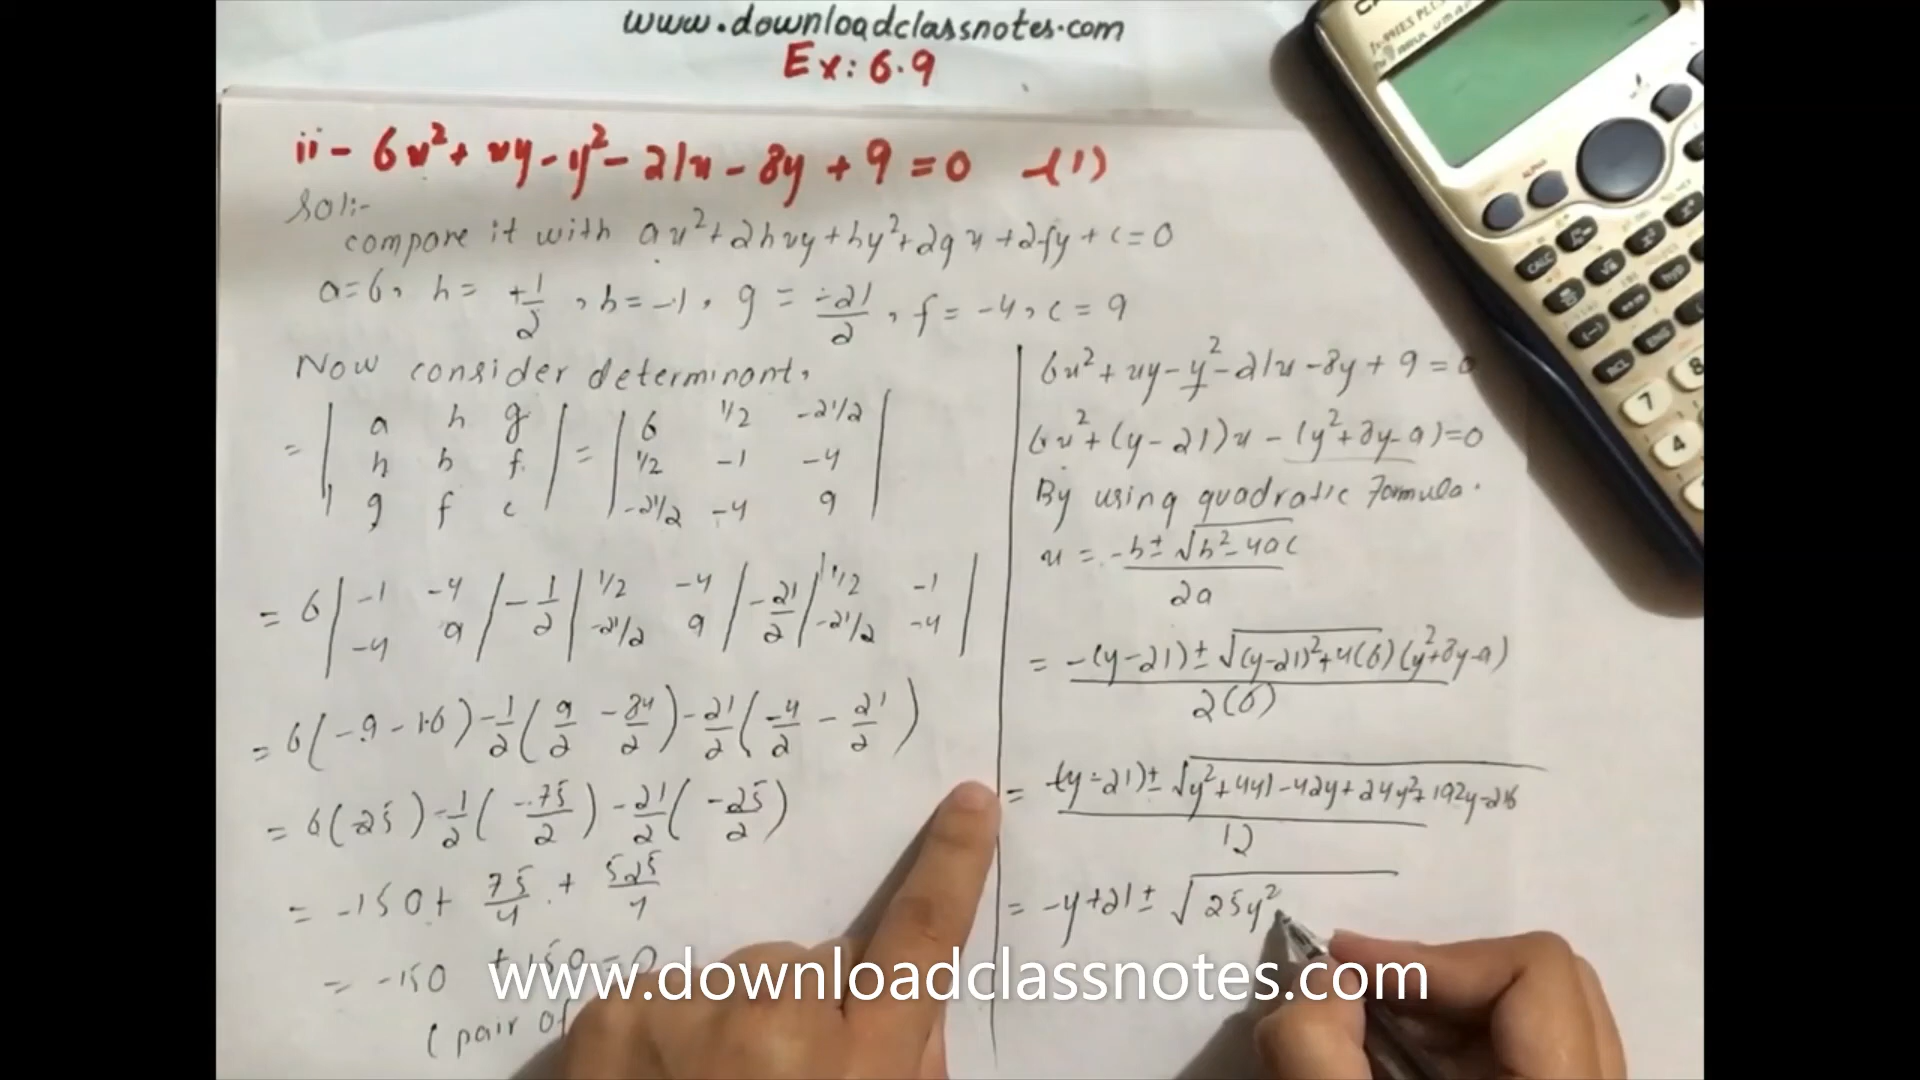 www.downloadclassnotes.com
Ex: 6.9
ii - 6x²+ xy - y² - 21x - 8y + 9 = 0 -(1)
Sol:-
compare it with ax²+2hxy+by²+2gx+2fy+c=0
a=6, h= +1/2, b= -1, g = -21/2, f= -4, c= 9
Now consider determinant,
= | a h g | = | 6 1/2 -21/2 |
| h b f | | 1/2 -1 -4 |
| g f c | | -21/2 -4 9 |
= 6 | -1 -4 | - 1/2 | 1/2 -4 | - 21/2 | 1/2 -1 |
| -4 9 | | -21/2 9 | | -21/2 -4 |
= 6(-9-16) - 1/2 (9/2 - 84/2) - 21/2 (-4/2 - 21/2)
= 6(-25) - 1/2 (-75/2) - 21/2 (-25/2)
= -150 + 75/4 + 525/4
= -150 +150 = 0
(pair of
6x²+ xy - y² - 21x - 8y + 9 = 0
6x²+(y-21)x - (y²+8y-9)=0
By using quadratic Formula.
x = -b±√b²-4ac
2a
= -(y-21)±√(y-21)²+4(6)(y²+8y-9)
2(6)
= -(y-21)±√y²+441-42y+24y²+192y-216
12
= -y+21±√25y²
www.downloadclassnotes.com